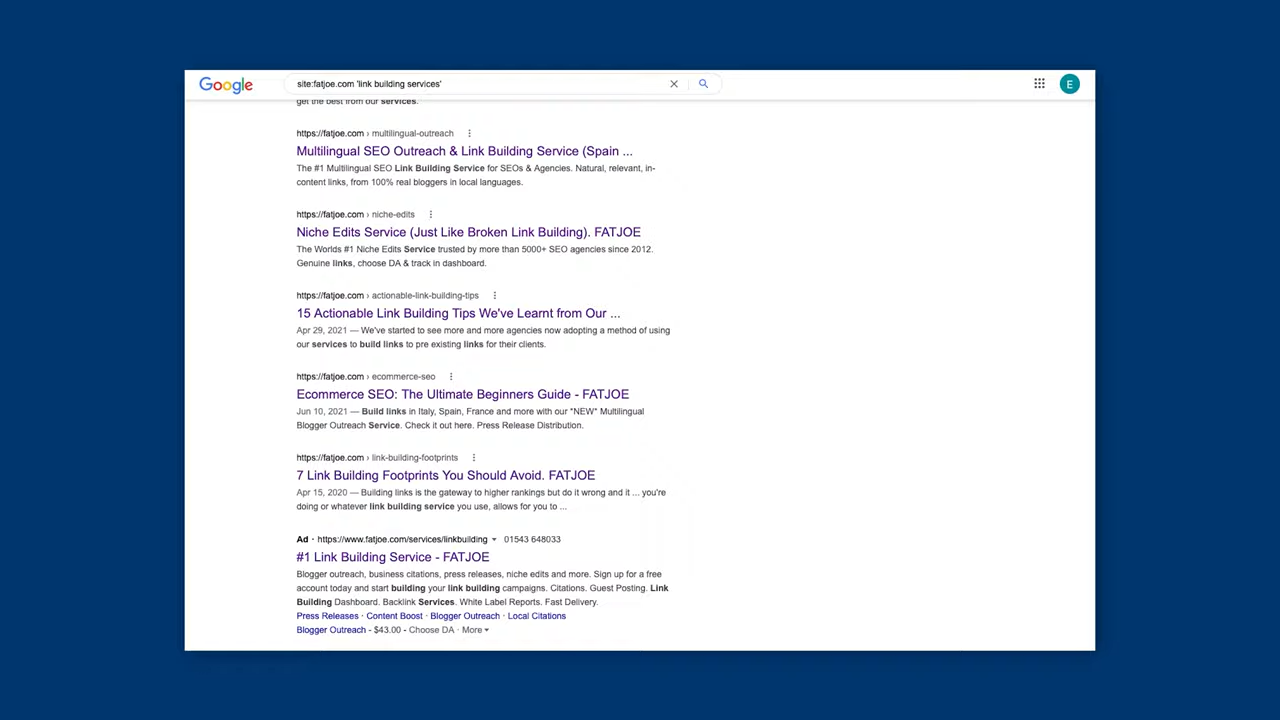 Google
site:fatjoe.com 'link building services'
E
get the best from our services.
https://fatjoe.com › multilingual-outreach
Multilingual SEO Outreach & Link Building Service (Spain ...
The #1 Multilingual SEO Link Building Service for SEOs & Agencies. Natural, relevant, in-
content links, from 100% real bloggers in local languages.
https://fatjoe.com › niche-edits
Niche Edits Service (Just Like Broken Link Building). FATJOE
The Worlds #1 Niche Edits Service trusted by more than 5000+ SEO agencies since 2012.
Genuine links, choose DA & track in dashboard.
https://fatjoe.com › actionable-link-building-tips
15 Actionable Link Building Tips We've Learnt from Our ...
Apr 29, 2021 — We've started to see more and more agencies now adopting a method of using
our services to build links to pre existing links for their clients.
https://fatjoe.com › ecommerce-seo
Ecommerce SEO: The Ultimate Beginners Guide - FATJOE
Jun 10, 2021 — Build links in Italy, Spain, France and more with our *NEW* Multilingual
Blogger Outreach Service. Check it out here. Press Release Distribution.
https://fatjoe.com › link-building-footprints
7 Link Building Footprints You Should Avoid. FATJOE
Apr 15, 2020 — Building links is the gateway to higher rankings but do it wrong and it ... you're
doing or whatever link building service you use, allows for you to ...
Ad · https://www.fatjoe.com/services/linkbuilding 01543 648033
#1 Link Building Service - FATJOE
Blogger outreach, business citations, press releases, niche edits and more. Sign up for a free
account today and start building your link building campaigns. Citations. Guest Posting. Link
Building Dashboard. Backlink Services. White Label Reports. Fast Delivery.
Press Releases · Content Boost · Blogger Outreach · Local Citations
Blogger Outreach - $43.00 - Choose DA · More